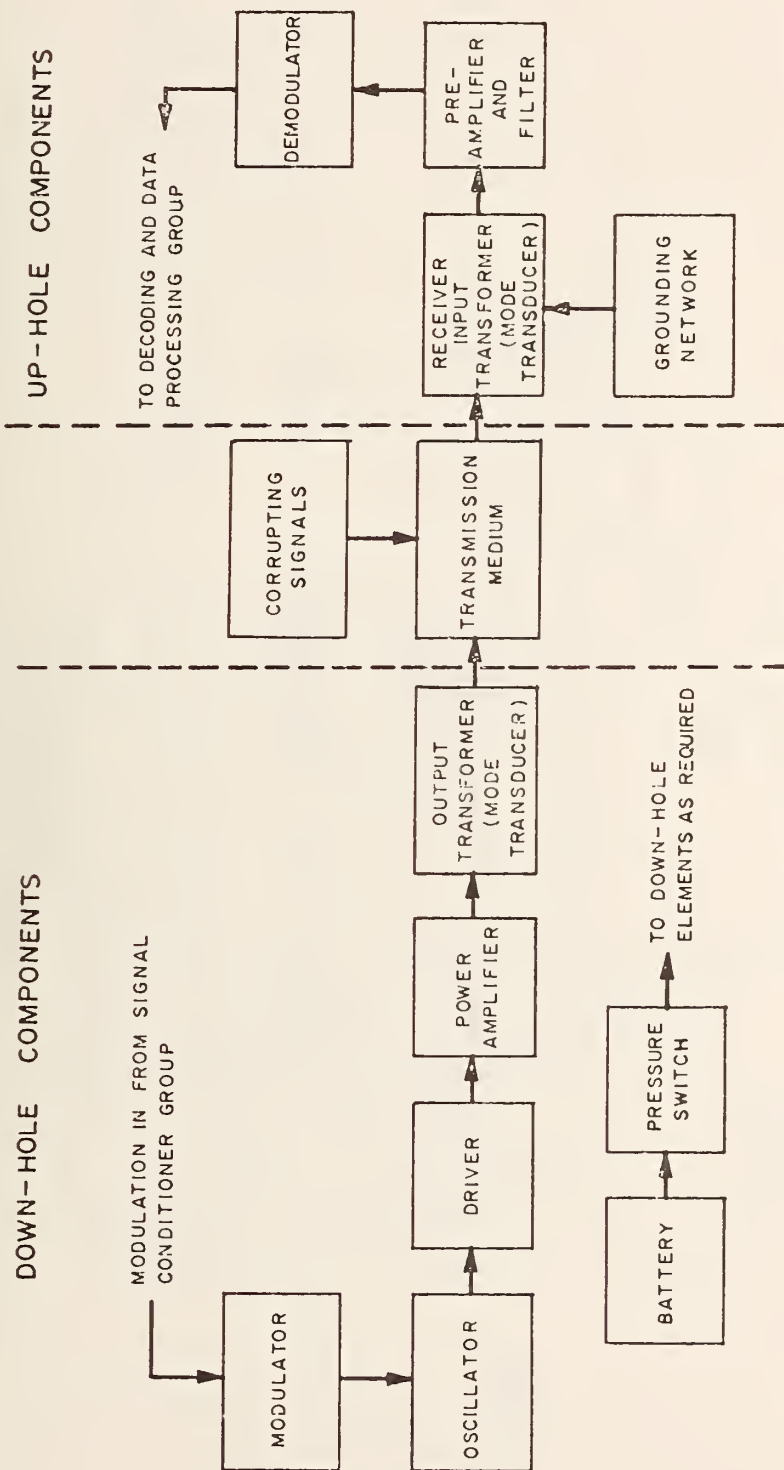 DOWN-HOLE COMPONENTS
MODULATION IN FROM SIGNAL
CONDITIONER GROUP
MODULATOR
OSCILLATOR
DRIVER
POWER
AMPLIFIER
OUTPUT
TRANSFORMER
(MODE
TRANSDUCER)
BATTERY
PRESSURE
SWITCH
TO DOWN-HOLE
ELEMENTS AS REQUIRED
CORRUPTING
SIGNALS
TRANSMISSION
MEDIUM
UP-HOLE COMPONENTS
TO DECODING AND DATA
PROCESSING GROUP
DEMODULATOR
RECEIVER
INPUT
TRANSFORMER
(MODE
TRANSDUCER)
PRE-
AMPLIFIER
AND
FILTER
GROUNDING
NETWORK